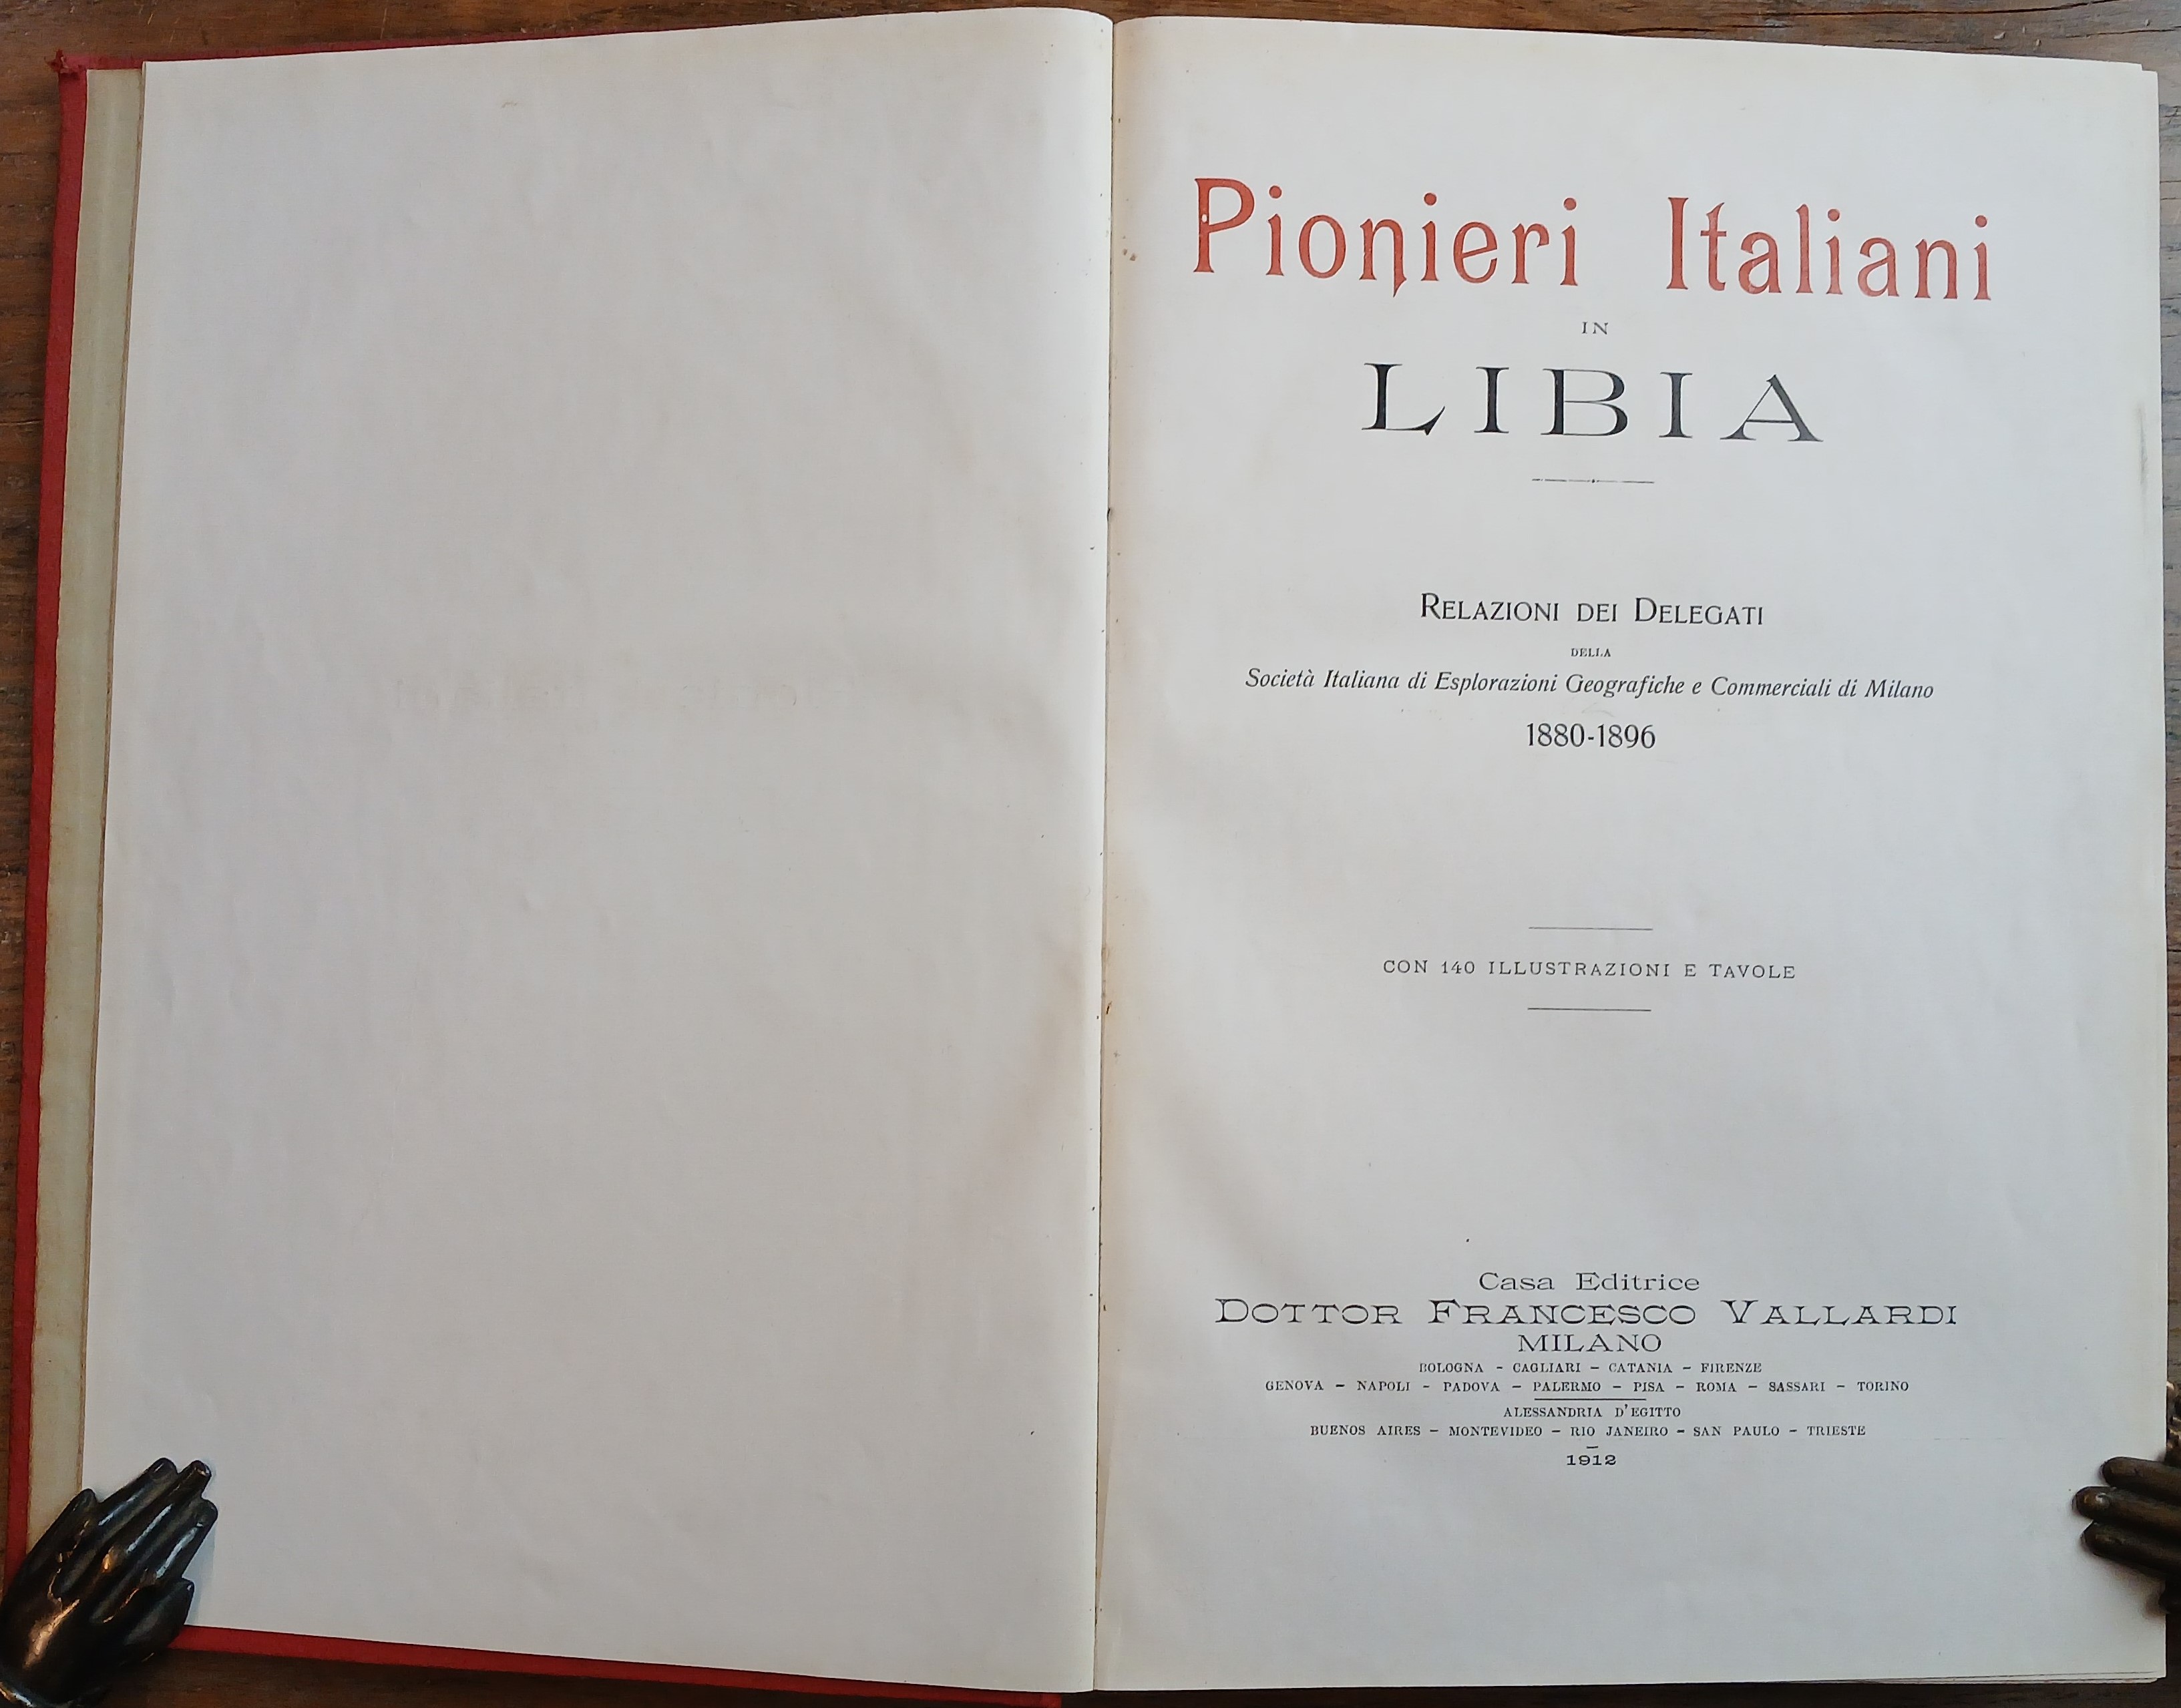 Pionieri Italiani
IN
LIBIA
RELAZIONI DEI DELEGATI
DELLA
Società Italiana di Esplorazioni Geografiche e Commerciali di Milano
1880-1896
CON 140 ILLUSTRAZIONI E TAVOLE
Casa Editrice
DOTTOR FRANCESCO VALLARDI
MILANO
BOLOGNA – CAGLIARI – CATANIA – FIRENZE
GENOVA – NAPOLI – PADOVA – PALERMO – PISA – ROMA – SASSARI – TORINO
ALESSANDRIA D'EGITTO
BUENOS AIRES – MONTEVIDEO – RIO JANEIRO – SAN PAULO – TRIESTE
1912